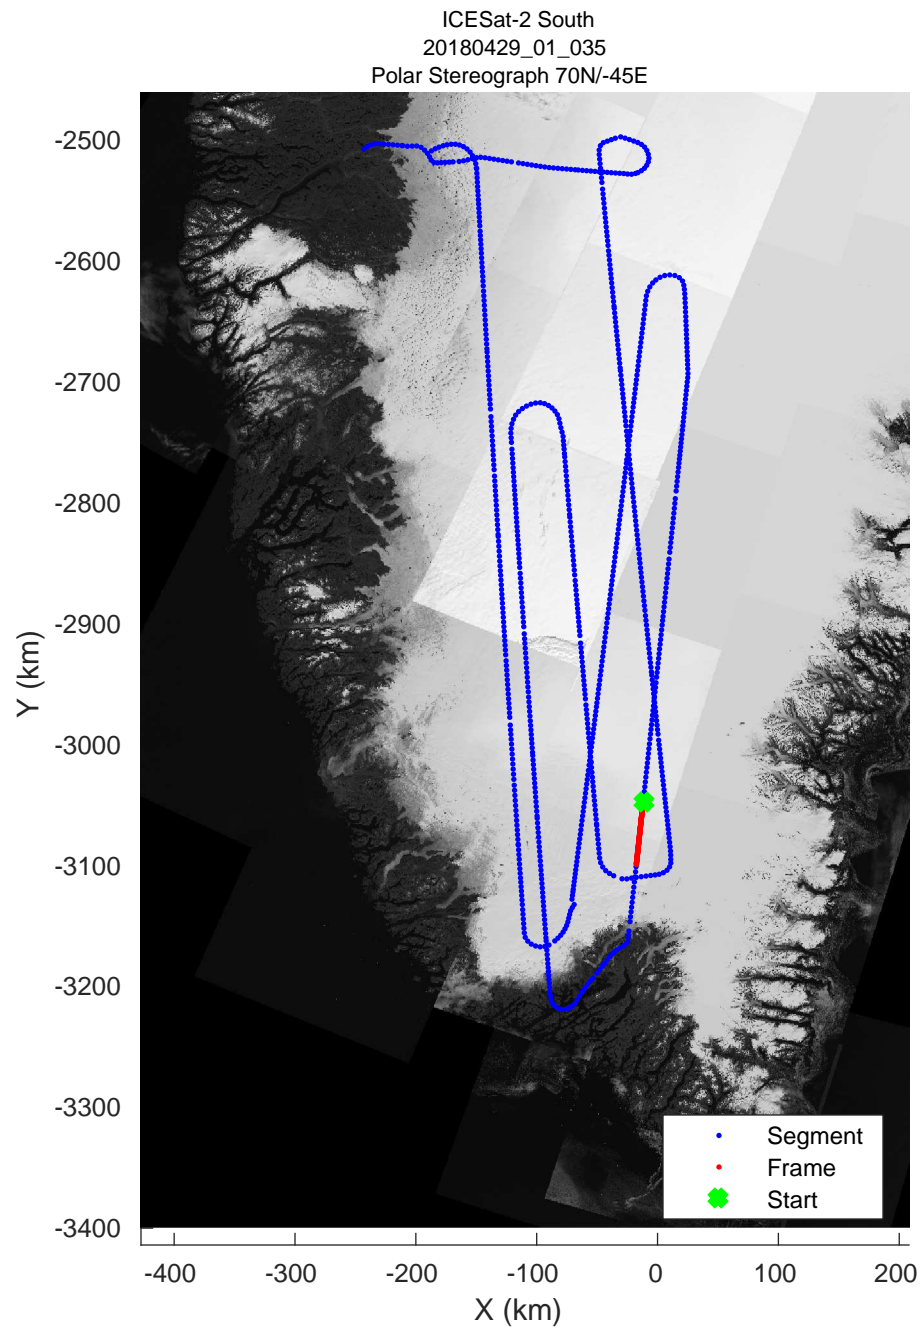 ICESat-2 South
20180429_01_035
Polar Stereograph 70N/-45E
-2500
-2600
-2700
-2800
-2900
-3000
-3100
-3200
-3300
-3400
Y (km)
Segment
Frame
Start
-400 -300 -200 -100 0 100 200
X (km)